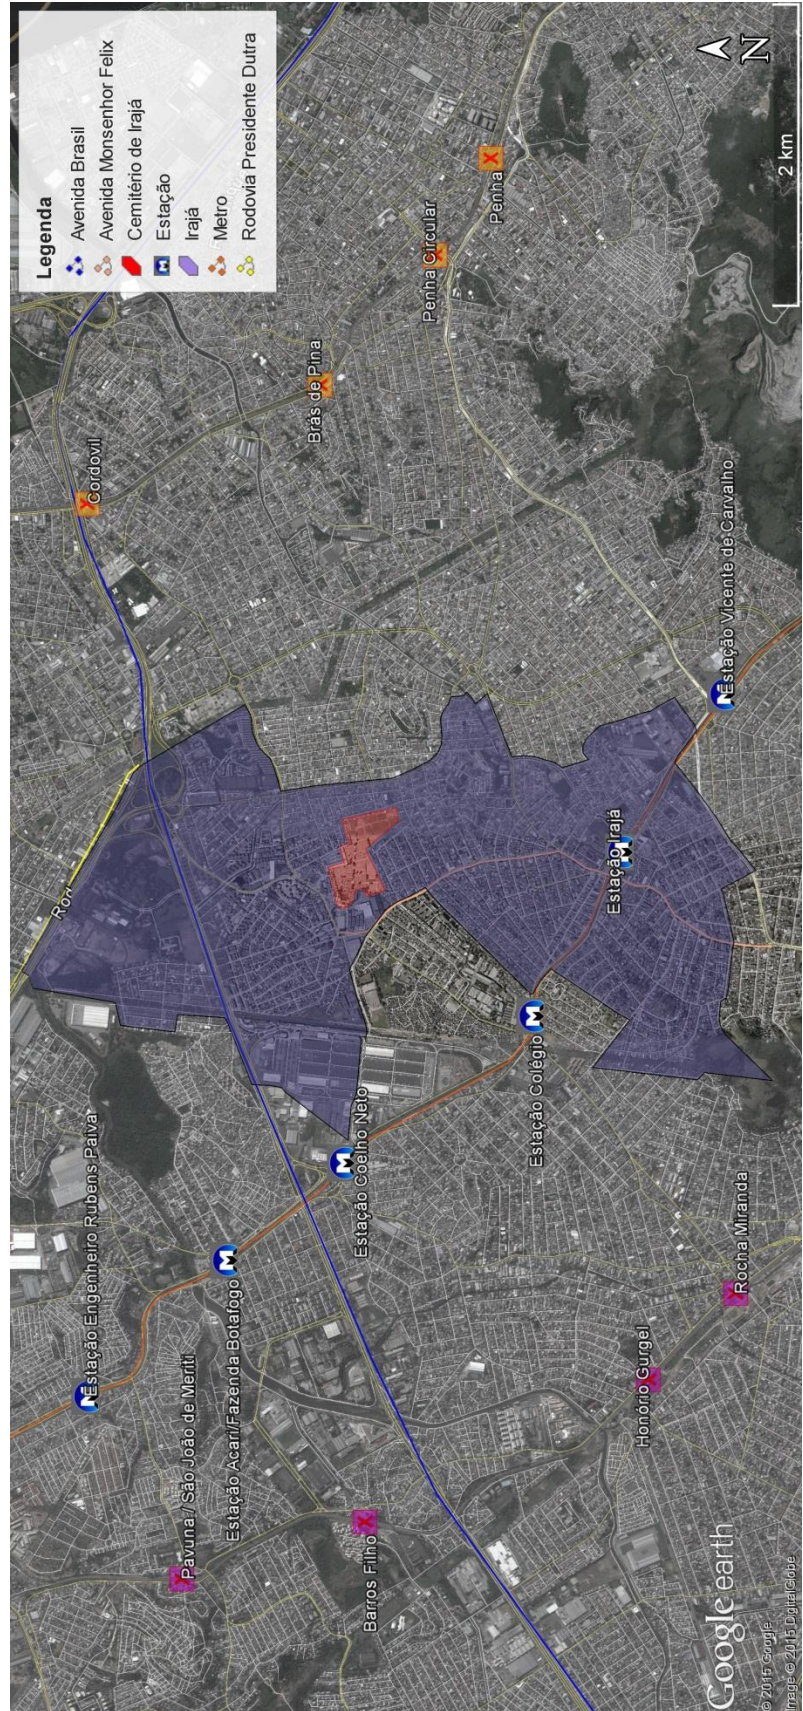 Legenda
Avenida Brasil
Avenida Monsenhor Felix
Cemitério de Irajá
Estação
Irajá
Metro
Rodovia Presidente Dutra
Estação Engenheiro Rubens Paiva
Pavuna / São João de Meriti
Estação Acari/Fazenda Botafogo
Barros Filho
Estação Coelho Neto
Rod
Cordovil
Brás de Pina
Penha Circular
Penha
Estação Colégio
Estação Irajá
Estação Vicente de Carvalho
Honório Gurgel
Rocha Miranda
N
2 km
Google earth
© 2015 Google
Image © 2015 DigitalGlobe